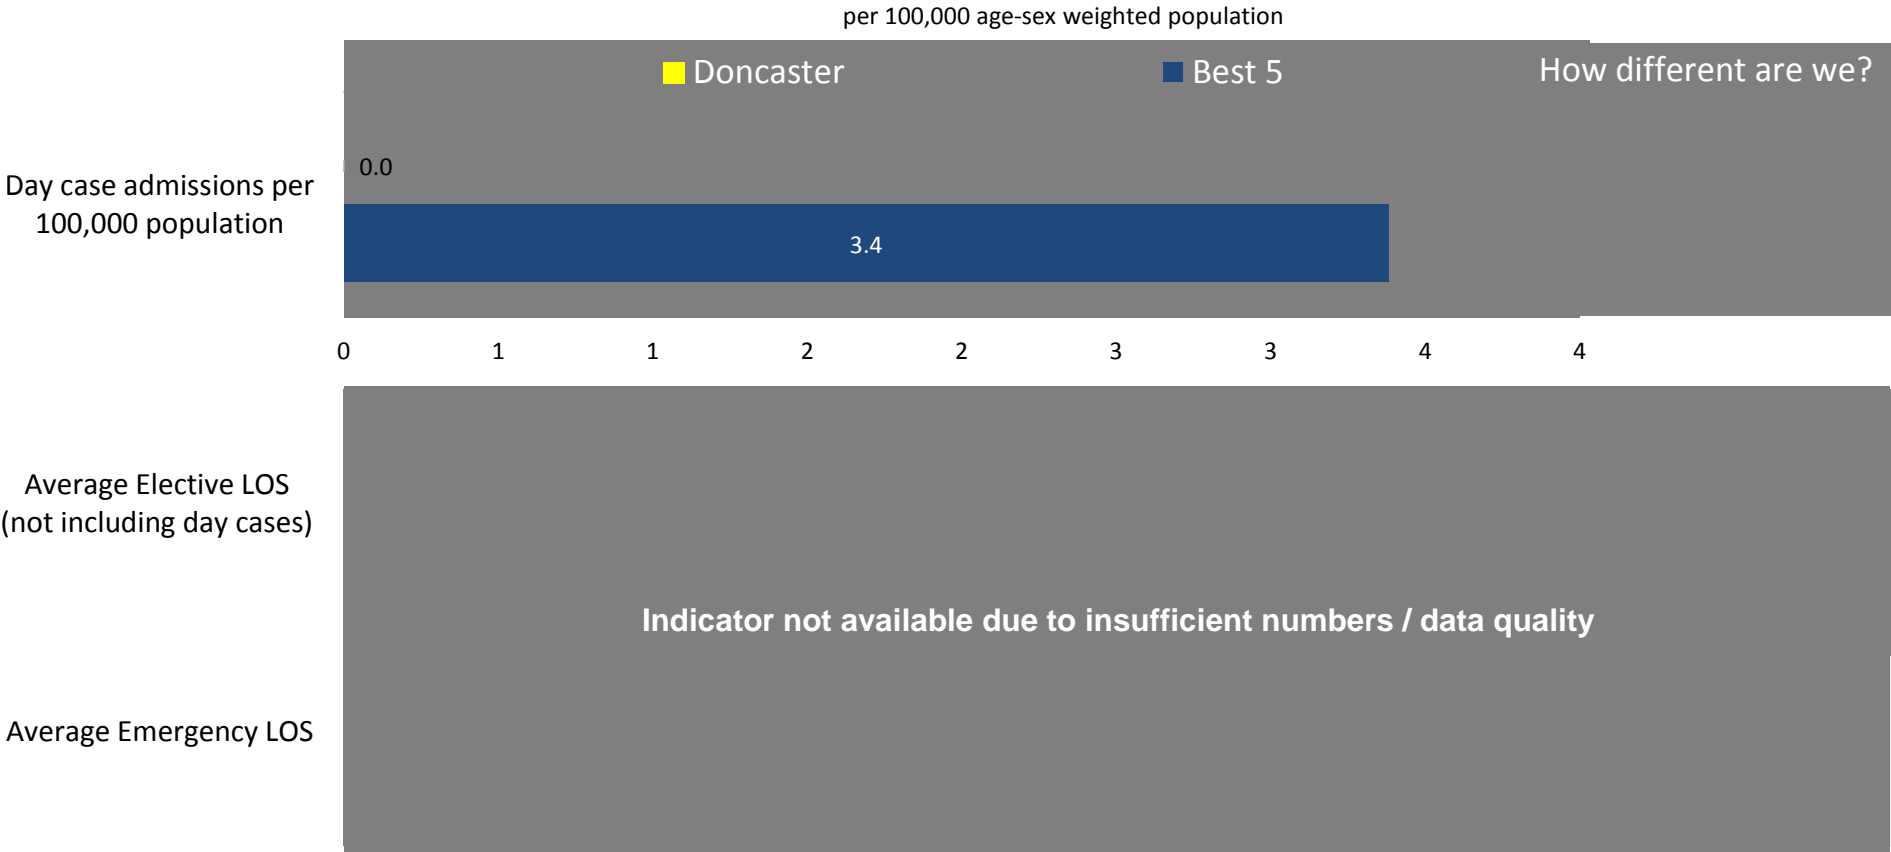 per 100,000 age-sex weighted population
Doncaster
Best 5
How different are we?
Day case admissions per
100,000 population
0.0
3.4
0 1 1 2 2 3 3 4 4
Average Elective LOS
(not including day cases)
Indicator not available due to insufficient numbers / data quality
Average Emergency LOS